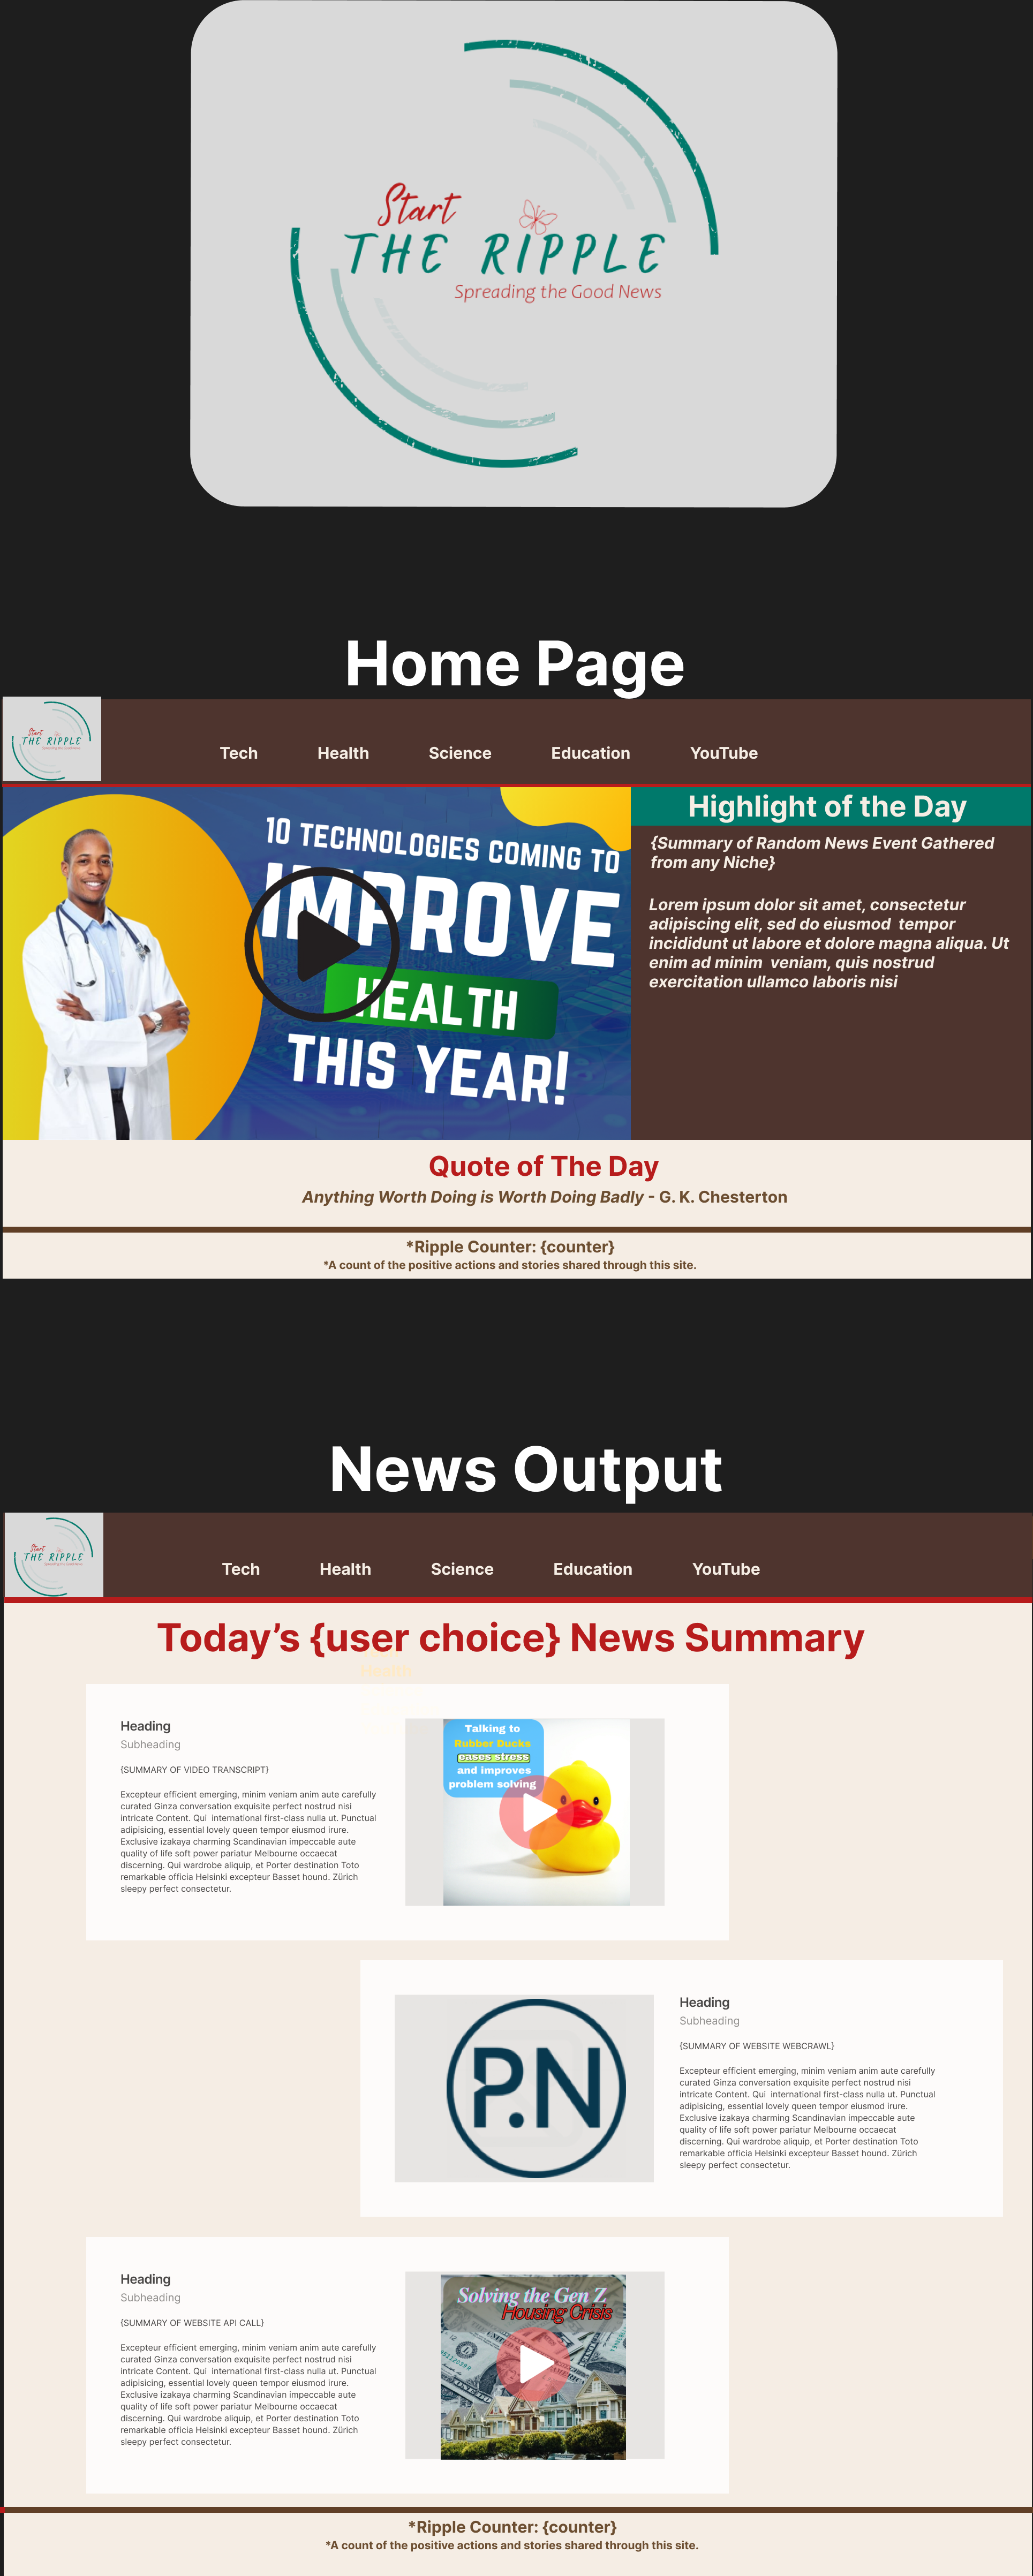 Start
THE RIPPLE
Spreading the Good News
Home Page
Start
THE RIPPLE
Tech Health Science Education YouTube
10 TECHNOLOGIES COMING TO
IMPROVE
HEALTH
THIS YEAR!
Highlight of the Day
{Summary of Random News Event Gathered
from any Niche}
Lorem ipsum dolor sit amet, consectetur
adipiscing elit, sed do eiusmod tempor
incididunt ut labore et dolore magna aliqua. Ut
enim ad minim veniam, quis nostrud
exercitation ullamco laboris nisi
Quote of The Day
Anything Worth Doing is Worth Doing Badly - G. K. Chesterton
*Ripple Counter: {counter}
*A count of the positive actions and stories shared through this site.
News Output
Start
THE RIPPLE
Tech Health Science Education YouTube
Today’s {user choice} News Summary
Heading
Subheading
{SUMMARY OF VIDEO TRANSCRIPT}
Excepteur efficient emerging, minim veniam anim aute carefully
curated Ginza conversation exquisite perfect nostrud nisi
intricate Content. Qui international first-class nulla ut. Punctual
adipisicing, essential lovely queen tempor eiusmod irure.
Exclusive izakaya charming Scandinavian impeccable aute
quality of life soft power pariatur Melbourne occaecat
discerning. Qui wardrobe aliquip, et Porter destination Toto
remarkable officia Helsinki excepteur Basset hound. Zürich
sleepy perfect consectetur.
Talking to
Rubber Ducks
eases stress
and improves
problem solving
P.N
Heading
Subheading
{SUMMARY OF WEBSITE WEBCRAWL}
Excepteur efficient emerging, minim veniam anim aute carefully
curated Ginza conversation exquisite perfect nostrud nisi
intricate Content. Qui international first-class nulla ut. Punctual
adipisicing, essential lovely queen tempor eiusmod irure.
Exclusive izakaya charming Scandinavian impeccable aute
quality of life soft power pariatur Melbourne occaecat
discerning. Qui wardrobe aliquip, et Porter destination Toto
remarkable officia Helsinki excepteur Basset hound. Zürich
sleepy perfect consectetur.
Heading
Subheading
{SUMMARY OF WEBSITE API CALL}
Excepteur efficient emerging, minim veniam anim aute carefully
curated Ginza conversation exquisite perfect nostrud nisi
intricate Content. Qui international first-class nulla ut. Punctual
adipisicing, essential lovely queen tempor eiusmod irure.
Exclusive izakaya charming Scandinavian impeccable aute
quality of life soft power pariatur Melbourne occaecat
discerning. Qui wardrobe aliquip, et Porter destination Toto
remarkable officia Helsinki excepteur Basset hound. Zürich
sleepy perfect consectetur.
Solving the Gen Z
Housing Crisis
*Ripple Counter: {counter}
*A count of the positive actions and stories shared through this site.